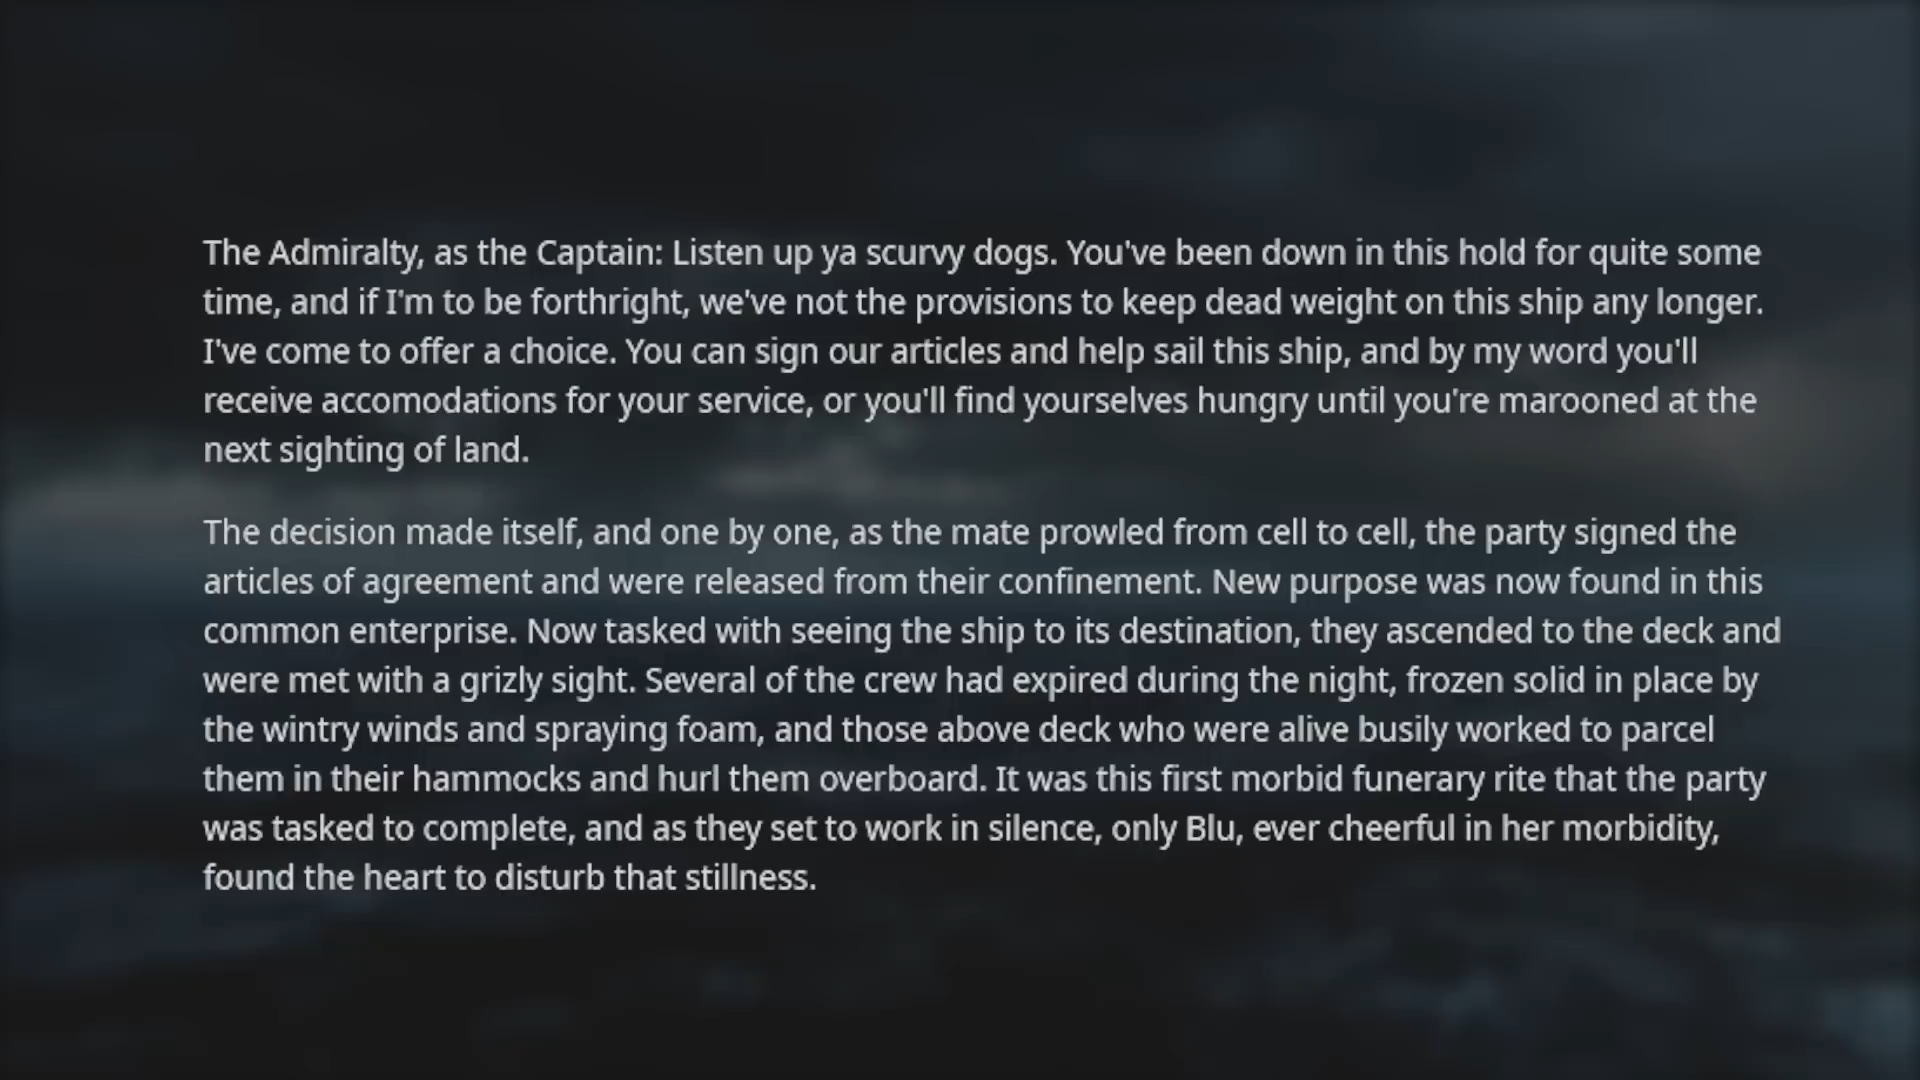 The Admiralty, as the Captain: Listen up ya scurvy dogs. You've been down in this hold for quite some
time, and if I'm to be forthright, we've not the provisions to keep dead weight on this ship any longer.
I've come to offer a choice. You can sign our articles and help sail this ship, and by my word you'll
receive accomodations for your service, or you'll find yourselves hungry until you're marooned at the
next sighting of land.
The decision made itself, and one by one, as the mate prowled from cell to cell, the party signed the
articles of agreement and were released from their confinement. New purpose was now found in this
common enterprise. Now tasked with seeing the ship to its destination, they ascended to the deck and
were met with a grizly sight. Several of the crew had expired during the night, frozen solid in place by
the wintry winds and spraying foam, and those above deck who were alive busily worked to parcel
them in their hammocks and hurl them overboard. It was this first morbid funerary rite that the party
was tasked to complete, and as they set to work in silence, only Blu, ever cheerful in her morbidity,
found the heart to disturb that stillness.